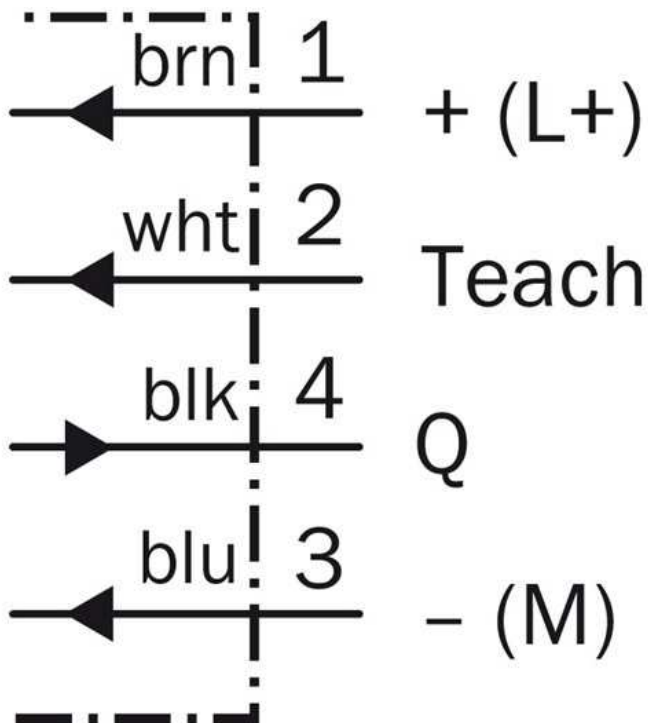 brn 1 + (L+)
wht 2 Teach
blk 4 Q
blu 3 – (M)